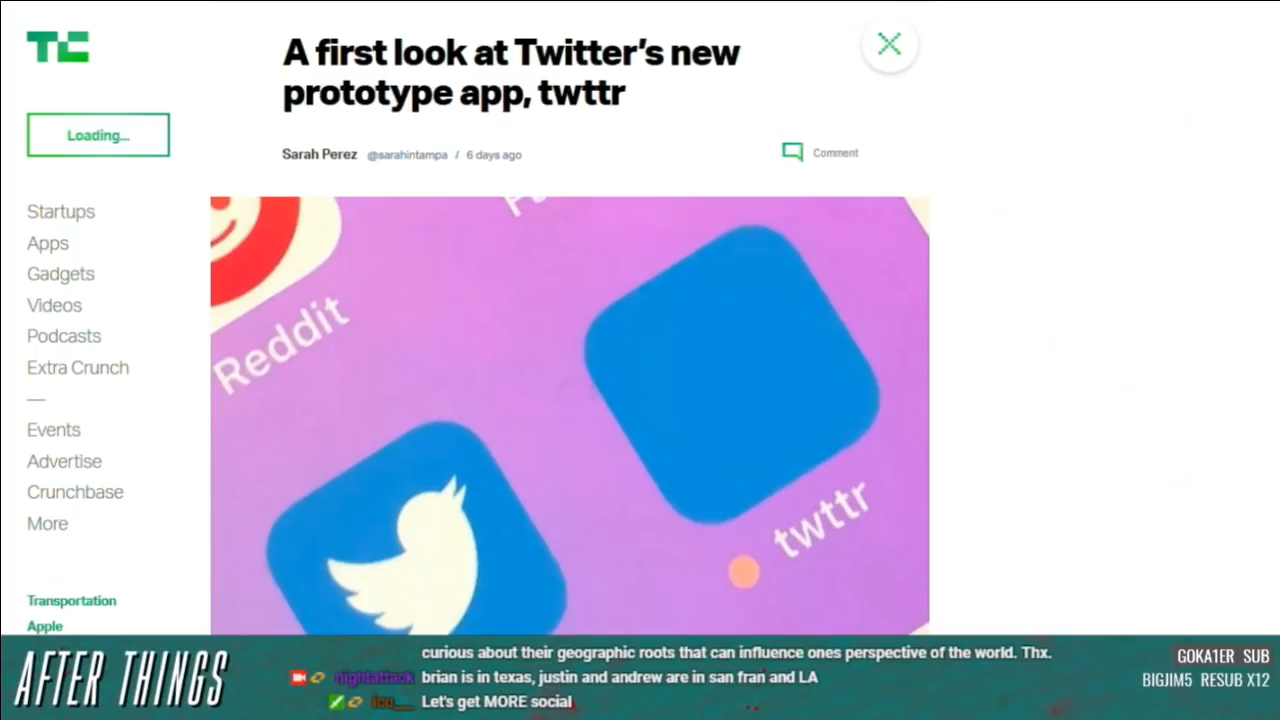 TC
A first look at Twitter's new
prototype app, twttr
Loading...
Sarah Perez @sarahintampa / 6 days ago
Comment
Startups
Apps
Gadgets
Videos
Podcasts
Extra Crunch
—
Events
Advertise
Crunchbase
More
Transportation
Apple
Reddit
twttr
AFTER THINGS
curious about their geographic roots that can influence ones perspective of the world. Thx.
nightattack brian is in texas, justin and andrew are in san fran and LA
Let's get MORE social
GOKA1ER SUB
BIGJIM5 RESUB X12